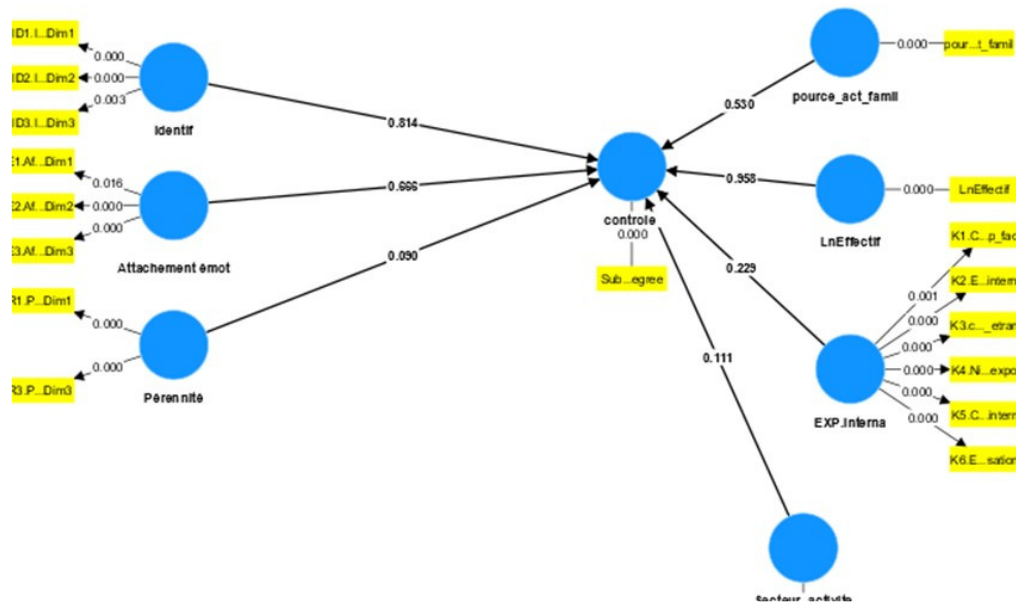 ID1. I...Dim1
0.000
ID2. I...Dim2
0.000
ID3. I...Dim3
0.003
Identif
0.814
E1.Af...Dim1
0.016
E2.Af...Dim2
0.000
E3.Af...Dim3
0.000
Attachement émot
0.666
R1.P...Dim1
0.000
R3.P...Dim3
0.000
Pérennité
0.090
controle
0.000
Sub...egree
pource_act_famil
0.000
pour...t_famil
0.530
LnEffectif
0.000
LnEffectif
0.958
EXP.Interna
0.229
K1.C...p_fac
0.001
K2.E...intern
0.000
K3.c..._etran
0.000
K4.Ni...expo
0.000
K5.C...intern
0.000
K6.E...sation
0.000
0.111
Secteur_activite